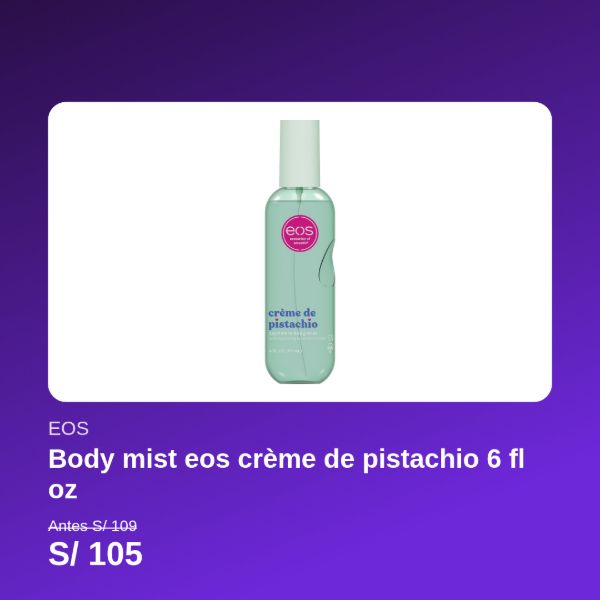 eos
crème de
pistachio
EOS
Body mist eos crème de pistachio 6 fl
oz
Antes S/ 109
S/ 105